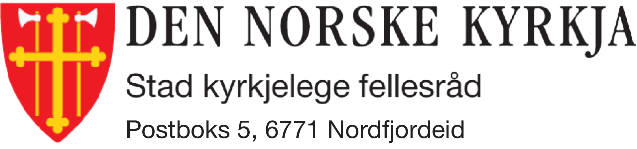 DEN NORSKE KYRKJA
Stad kyrkjelege fellesråd
Postboks 5, 6771 Nordfjordeid